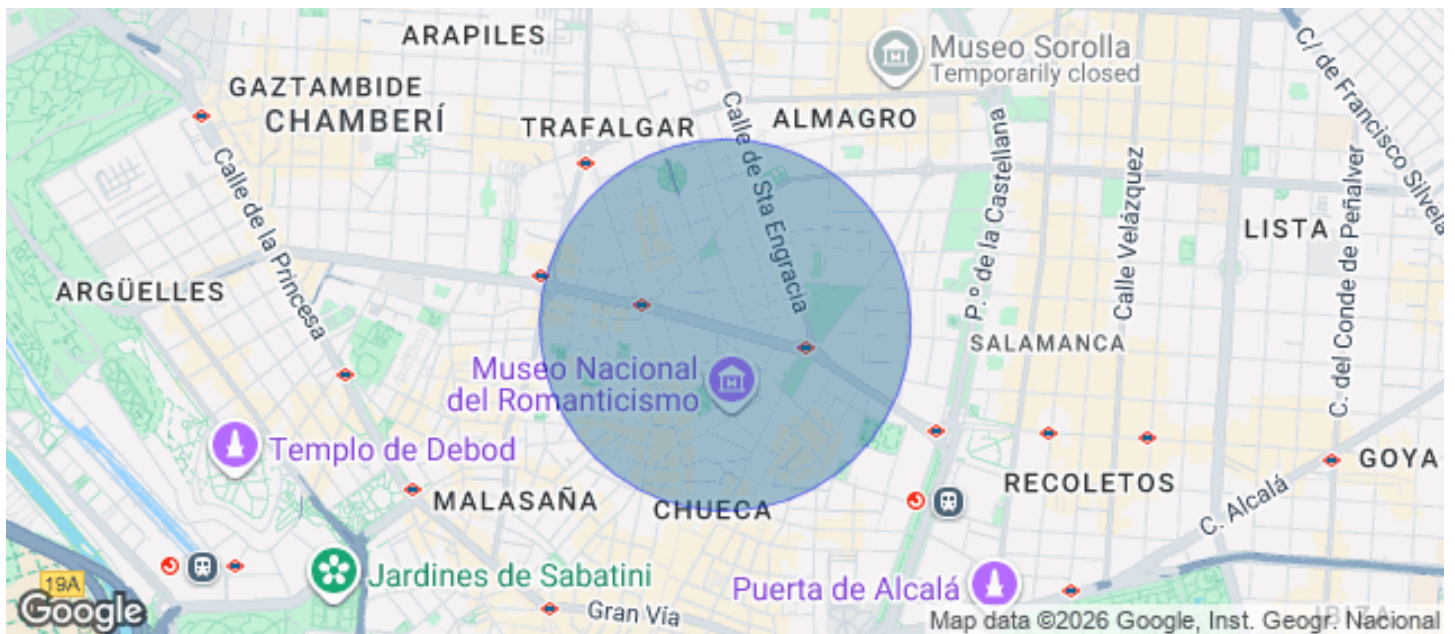 ARAPILES
Museo Sorolla
Temporarily closed
C/ de Francisco Silvela
GAZTAMBIDE
CHAMBERÍ
TRAFALGAR
Calle de Sta Engracia
ALMAGRO
Calle de la Princesa
P.º de la Castellana
Calle Velázquez
C. del Conde de Peñalver
LISTA
ARGÜELLES
SALAMANCA
Museo Nacional
del Romanticismo
Templo de Debod
MALASAÑA
CHUECA
RECOLETOS
GOYA
C. Alcalá
Jardines de Sabatini
Puerta de Alcalá
19A
Gran Vía
Google
Map data ©2026 Google, Inst. Geogr. Nacional